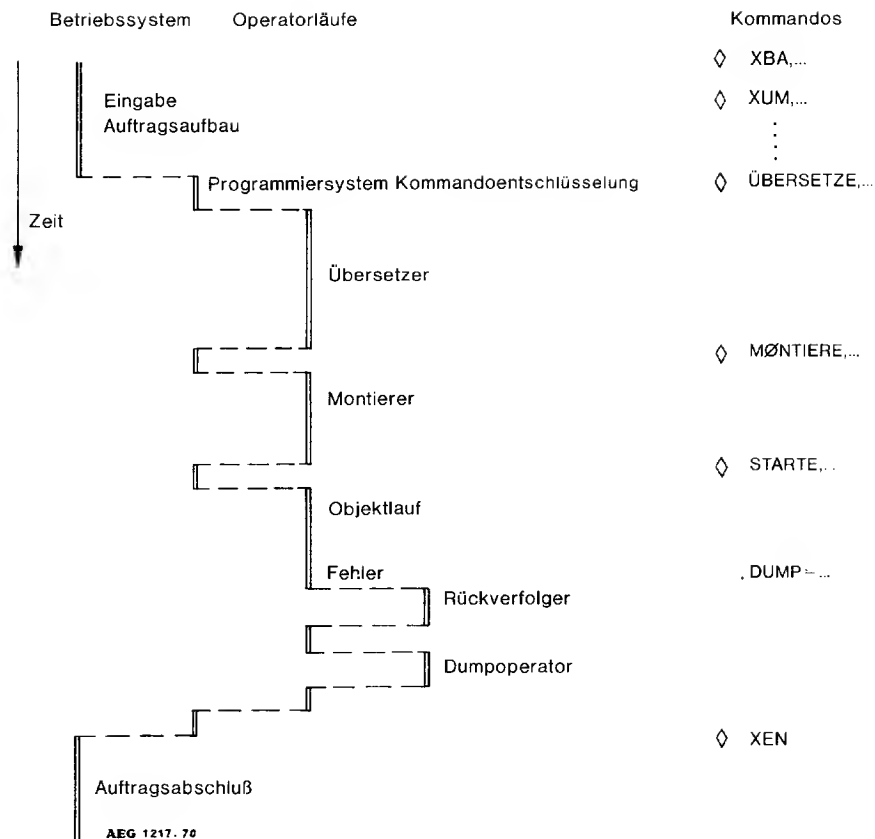 Betriebssystem Operatorläufe Kommandos
◊ XBA,...
Eingabe ◊ XUM,...
Auftragsaufbau
Programmiersystem Kommandoentschlüsselung ◊ ÜBERSETZE,...
Zeit
Übersetzer
◊ MØNTIERE,...
Montierer
◊ STARTE,..
Objektlauf
Fehler .DUMP=...
Rückverfolger
Dumpoperator
◊ XEN
Auftragsabschluß
AEG 1217.70